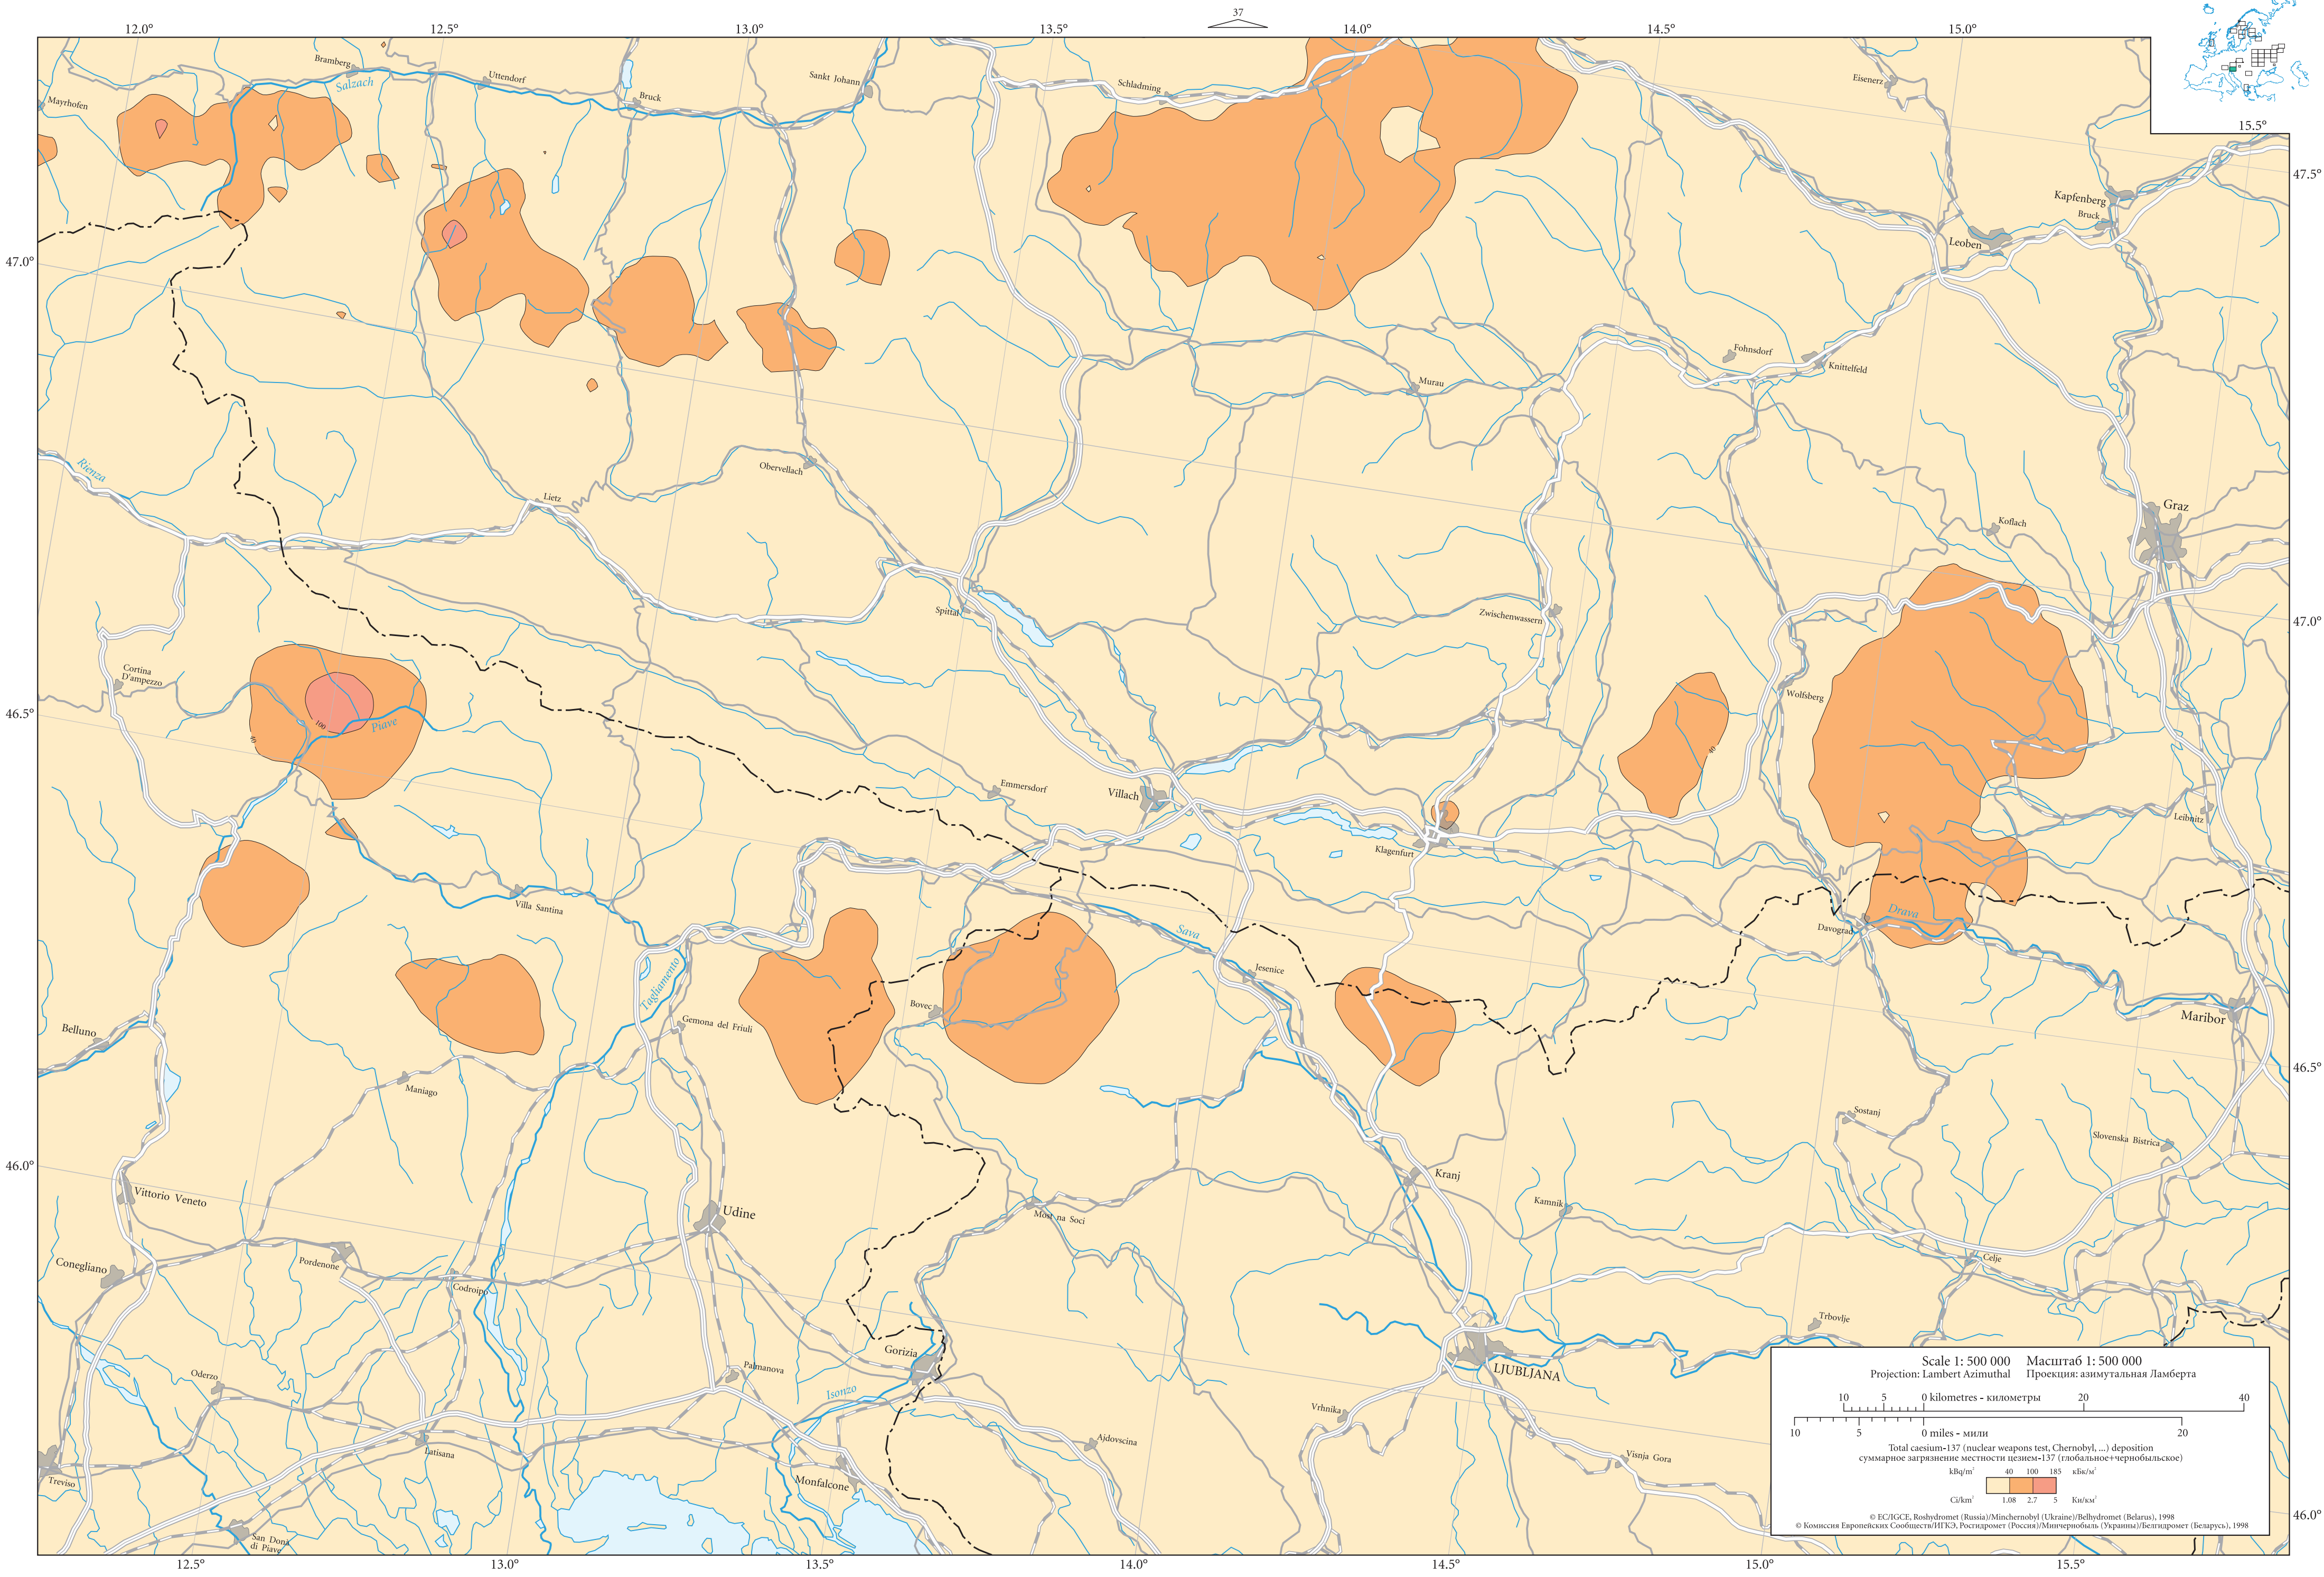 37
12.0° 12.5° 13.0° 13.5° 14.0° 14.5° 15.0°
15.5°
Bramberg
Salzach
Uttendorf
Sankt Johann
Schladming
Eisenerz
Mayrhofen
Bruck
47.5°
Kapfenberg
Bruck
Leoben
47.0°
Fohnsdorf
Knittelfeld
Murau
Rienza
Obervellach
Lietz
Graz
Koflach
Spittal
Zwischenwassern
47.0°
Cortina
D'ampezzo
Wolfsberg
46.5°
100
Piave
40
40
Emmersdorf
Villach
Leibnitz
Klagenfurt
Villa Santina
Drava
Davograd
Sava
Jesenice
Tagliamento
Bovec
Maribor
Belluno
Gemona del Friuli
46.5°
Maniago
Sostanj
Slovenska Bistrica
46.0°
Kranj
Vittorio Veneto
Kamnik
Udine
Most na Soci
Conegliano
Pordenone
Celje
Codroipo
Trbovlje
Gorizia
Palmanova
LJUBLJANA
Oderzo
Isonzo
Vrhnika
Ajdovscina
Latisana
Visnja Gora
Treviso
Monfalcone
San Dona
di Piave
Scale 1: 500 000 Масштаб 1: 500 000
Projection: Lambert Azimuthal Проекция: азимутальная Ламберта
10 5 0 kilometres - километры 20 40
10 5 0 miles - мили 20
Total caesium-137 (nuclear weapons test, Chernobyl, ...) deposition
суммарное загрязнение местности цезием-137 (глобальное+чернобыльское)
kBq/m² 40 100 185 кБк/м²
Ci/km² 1.08 2.7 5 Ки/км²
© EC/IGCE, Roshydromet (Russia)/Minchernobyl (Ukraine)/Belhydromet (Belarus), 1998
© Комиссия Европейских Сообществ/ИГКЭ, Росгидромет (Россия)/Минчернобыль (Украины)/Белгидромет (Беларусь), 1998
46.0°
12.5° 13.0° 13.5° 14.0° 14.5° 15.0° 15.5°